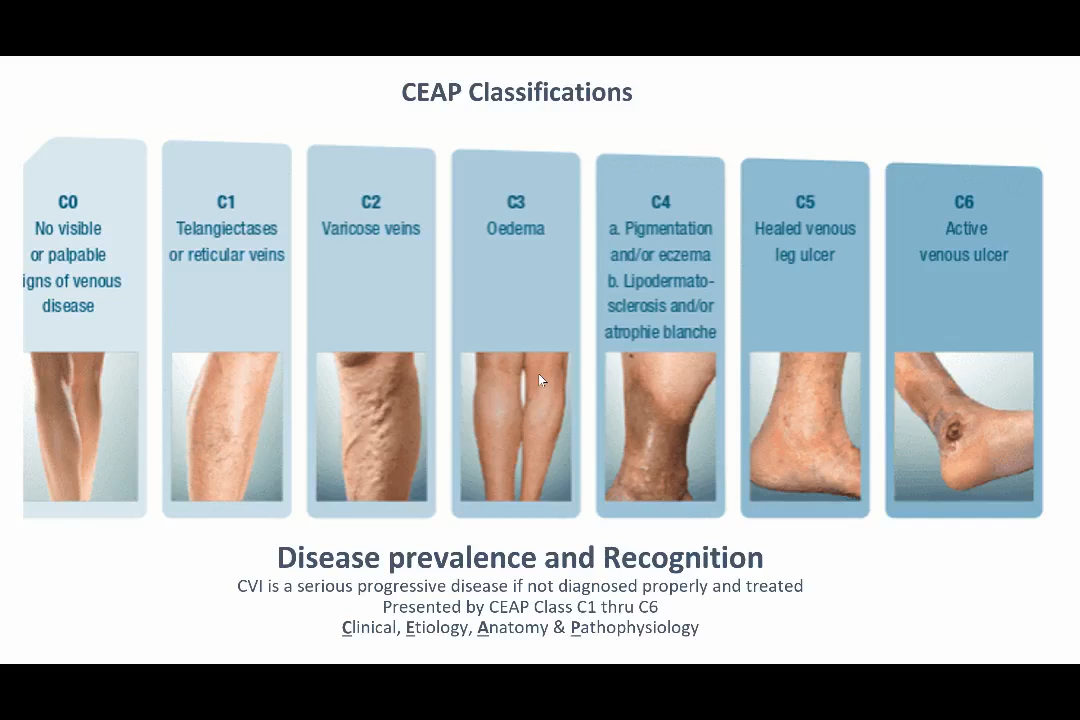 CEAP Classifications
C0
No visible
or palpable
igns of venous
disease
C1
Telangiectases
or reticular veins
C2
Varicose veins
C3
Oedema
C4
a. Pigmentation
and/or eczema
b. Lipodermato-
sclerosis and/or
atrophie blanche
C5
Healed venous
leg ulcer
C6
Active
venous ulcer
Disease prevalence and Recognition
CVI is a serious progressive disease if not diagnosed properly and treated
Presented by CEAP Class C1 thru C6
Clinical, Etiology, Anatomy & Pathophysiology